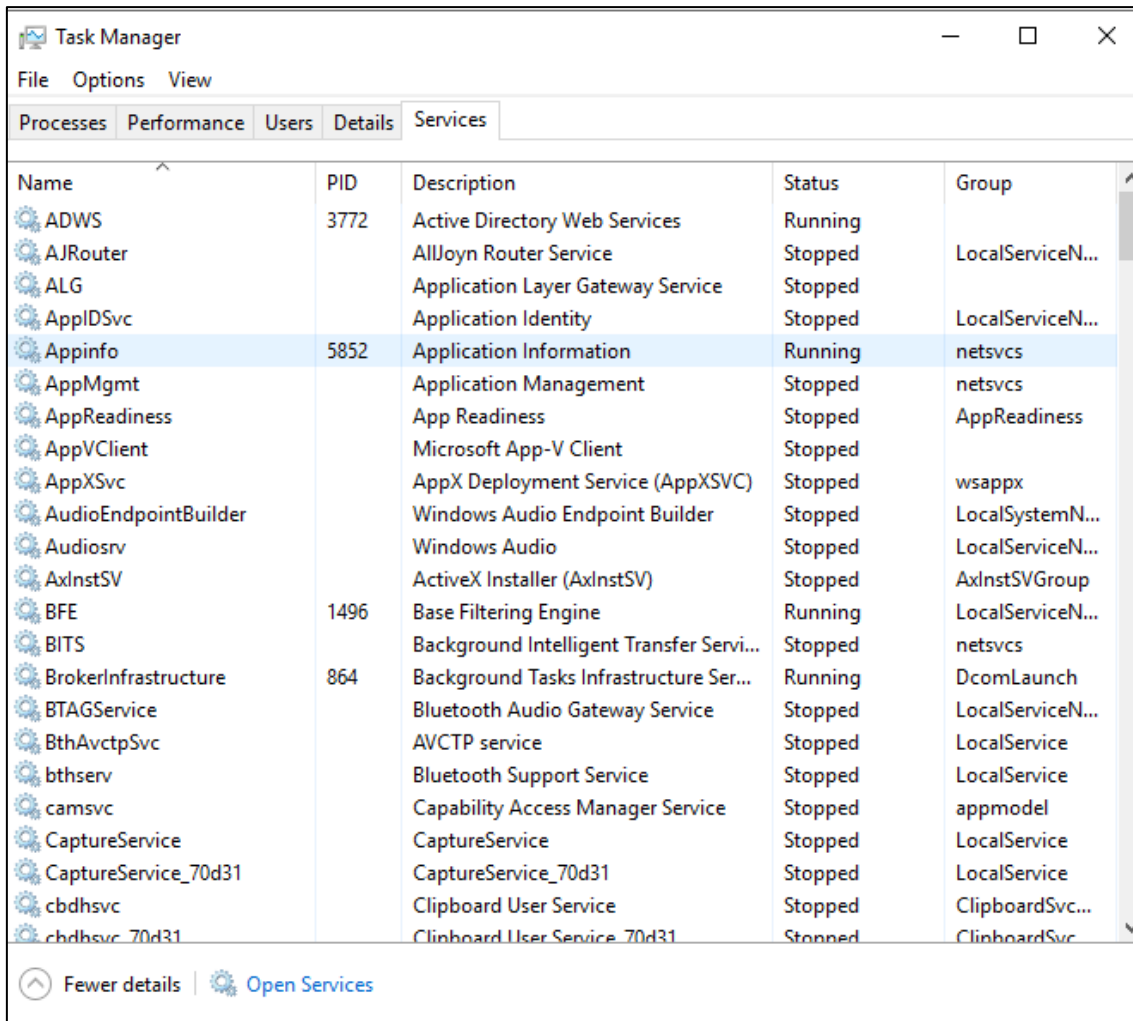 Task Manager
File Options View
Processes Performance Users Details Services
Name PID Description Status Group
ADWS 3772 Active Directory Web Services Running
AJRouter AllJoyn Router Service Stopped LocalServiceN...
ALG Application Layer Gateway Service Stopped
AppIDSvc Application Identity Stopped LocalServiceN...
Appinfo 5852 Application Information Running netsvcs
AppMgmt Application Management Stopped netsvcs
AppReadiness App Readiness Stopped AppReadiness
AppVClient Microsoft App-V Client Stopped
AppXSvc AppX Deployment Service (AppXSVC) Stopped wsappx
AudioEndpointBuilder Windows Audio Endpoint Builder Stopped LocalSystemN...
Audiosrv Windows Audio Stopped LocalServiceN...
AxInstSV ActiveX Installer (AxInstSV) Stopped AxInstSVGroup
BFE 1496 Base Filtering Engine Running LocalServiceN...
BITS Background Intelligent Transfer Servi... Stopped netsvcs
BrokerInfrastructure 864 Background Tasks Infrastructure Ser... Running DcomLaunch
BTAGService Bluetooth Audio Gateway Service Stopped LocalServiceN...
BthAvctpSvc AVCTP service Stopped LocalService
bthserv Bluetooth Support Service Stopped LocalService
camsvc Capability Access Manager Service Stopped appmodel
CaptureService CaptureService Stopped LocalService
CaptureService_70d31 CaptureService_70d31 Stopped LocalService
cbdhsvc Clipboard User Service Stopped ClipboardSvc...
cbdhsvc_70d31 Clipboard User Service_70d31 Stopped ClipboardSvc
Fewer details Open Services